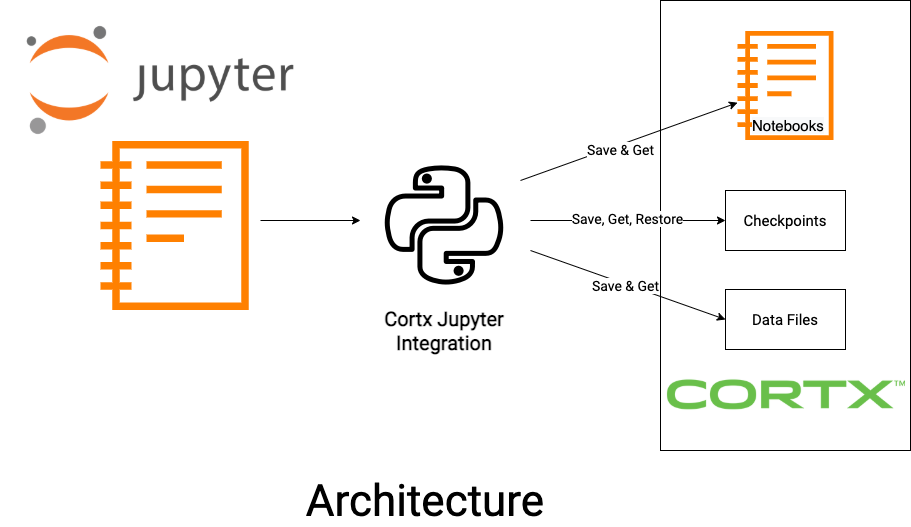 jupyter
Notebooks
Save & Get
Save, Get, Restore
Checkpoints
Save & Get
Data Files
Cortx Jupyter
Integration
CORTX™
Architecture